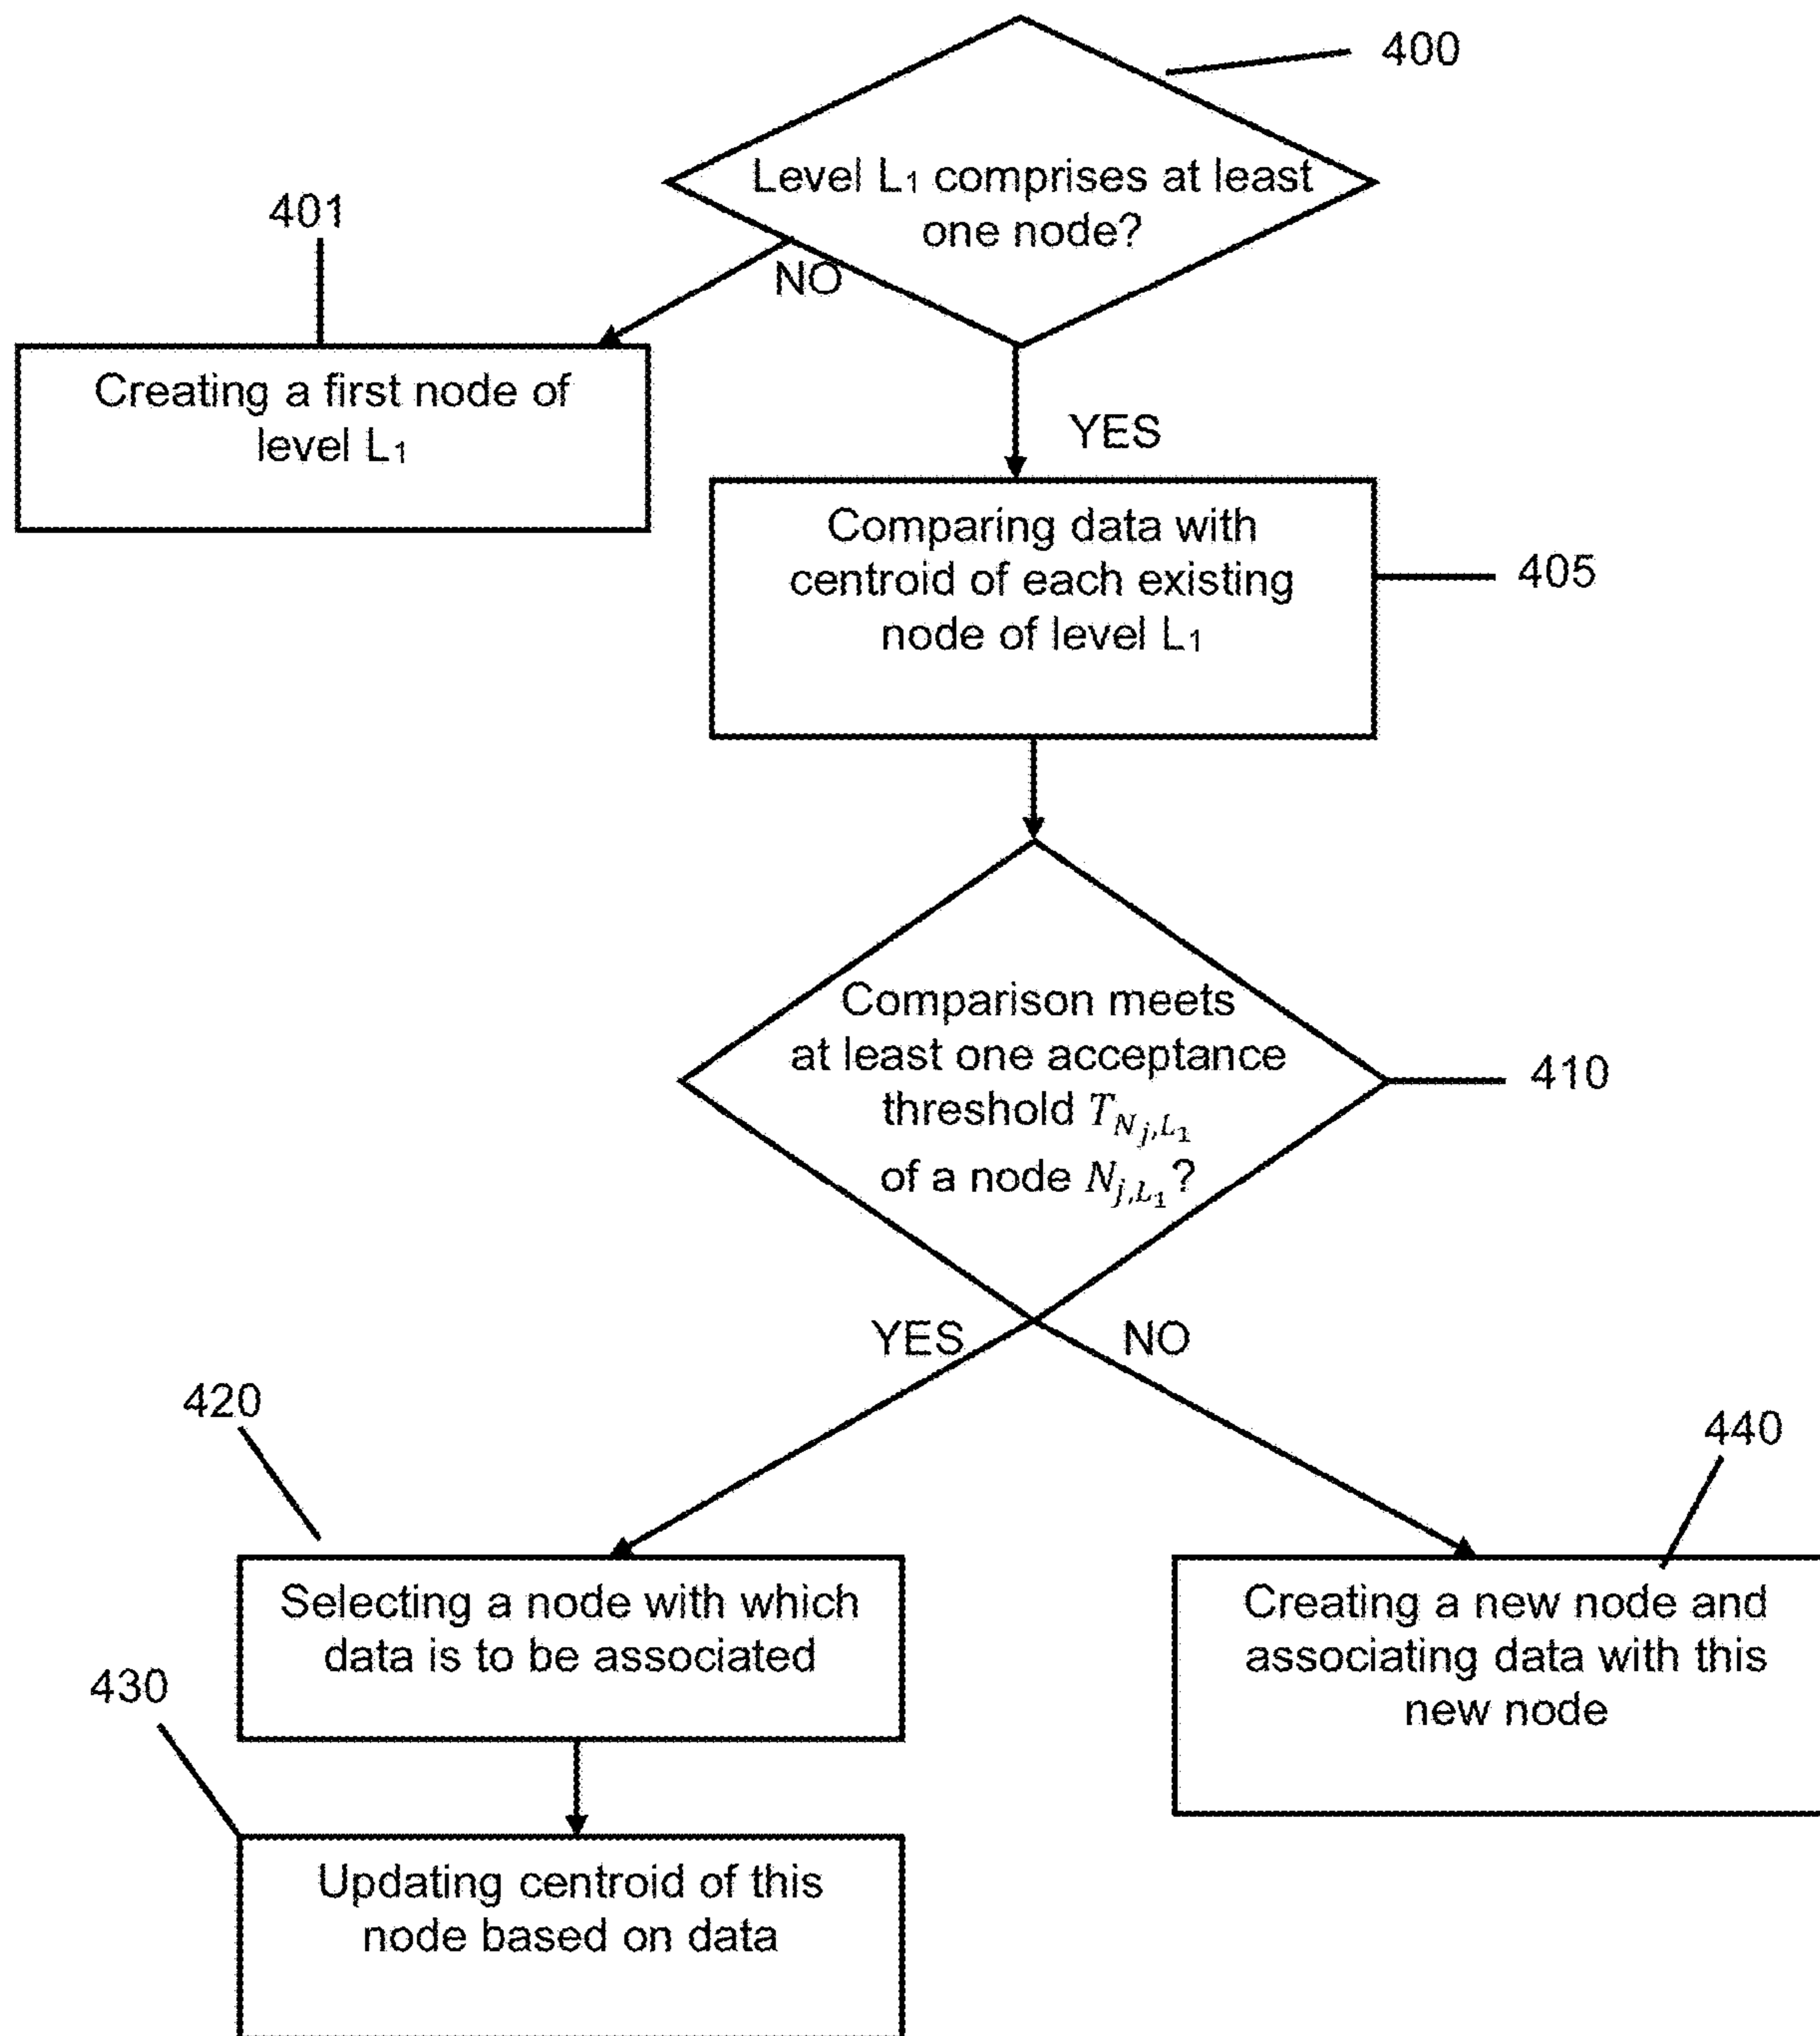 400
Level L₁ comprises at least
one node?
401
NO
Creating a first node of
level L₁
YES
Comparing data with
centroid of each existing
node of level L₁
405
Comparison meets
at least one acceptance
threshold T_{N_{j,L_1}}
of a node N_{j,L_1}?
410
YES
NO
420
440
Selecting a node with which
data is to be associated
Creating a new node and
associating data with this
new node
430
Updating centroid of this
node based on data